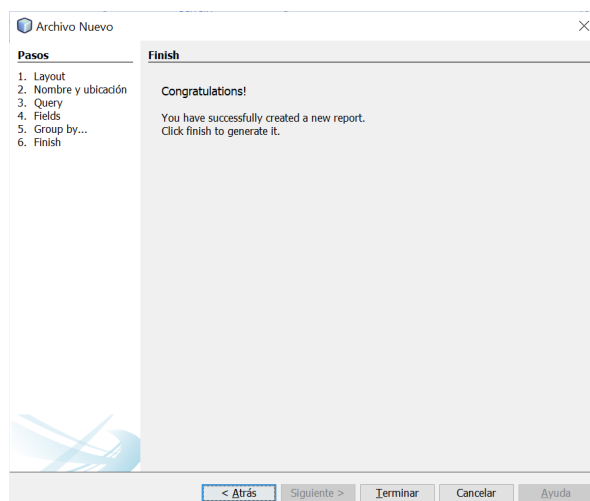 Archivo Nuevo
Pasos
1. Layout
2. Nombre y ubicación
3. Query
4. Fields
5. Group by...
6. Finish
Finish
Congratulations!
You have successfully created a new report.
Click finish to generate it.
< Atrás
Siguiente >
Terminar
Cancelar
Ayuda